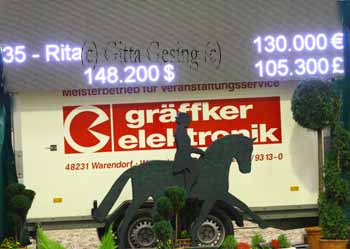 35 - Rita
(c) Gitta Gesing (c)
130.000 €
148.200 $
105.300 £
Meisterbetrieb für Veranstaltungsservice
gräffker
elektronik
48231 Warendorf
9313-0